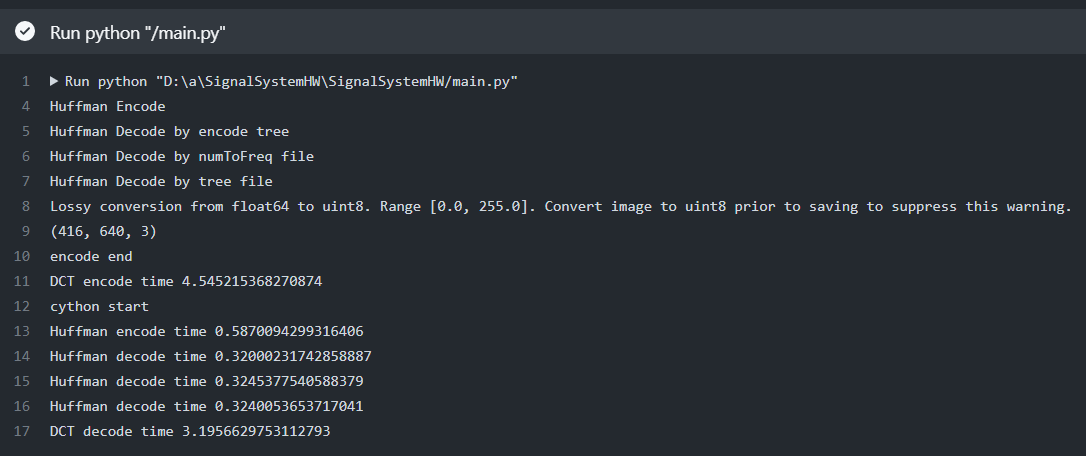 Run python "/main.py"
1 Run python "D:\a\SignalSystemHW\SignalSystemHW/main.py"
4 Huffman Encode
5 Huffman Decode by encode tree
6 Huffman Decode by numToFreq file
7 Huffman Decode by tree file
8 Lossy conversion from float64 to uint8. Range [0.0, 255.0]. Convert image to uint8 prior to saving to suppress this warning.
9 (416, 640, 3)
10 encode end
11 DCT encode time 4.545215368270874
12 cython start
13 Huffman encode time 0.5870094299316406
14 Huffman decode time 0.32000231742858887
15 Huffman decode time 0.3245377540588379
16 Huffman decode time 0.3240053653717041
17 DCT decode time 3.1956629753112793